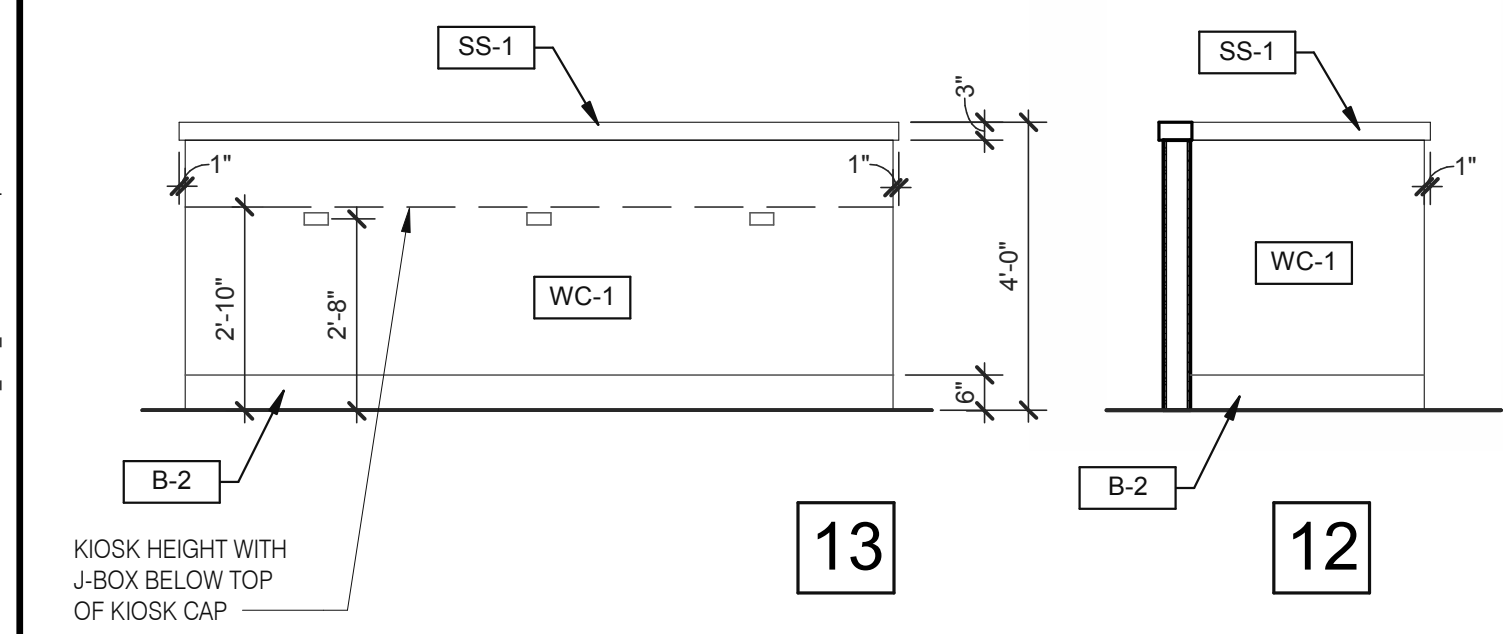 SS-1
3"
1"
1"
2'-10"
2'-8"
WC-1
4'-0"
6"
B-2
KIOSK HEIGHT WITH
J-BOX BELOW TOP
OF KIOSK CAP
13
SS-1
1"
WC-1
B-2
12